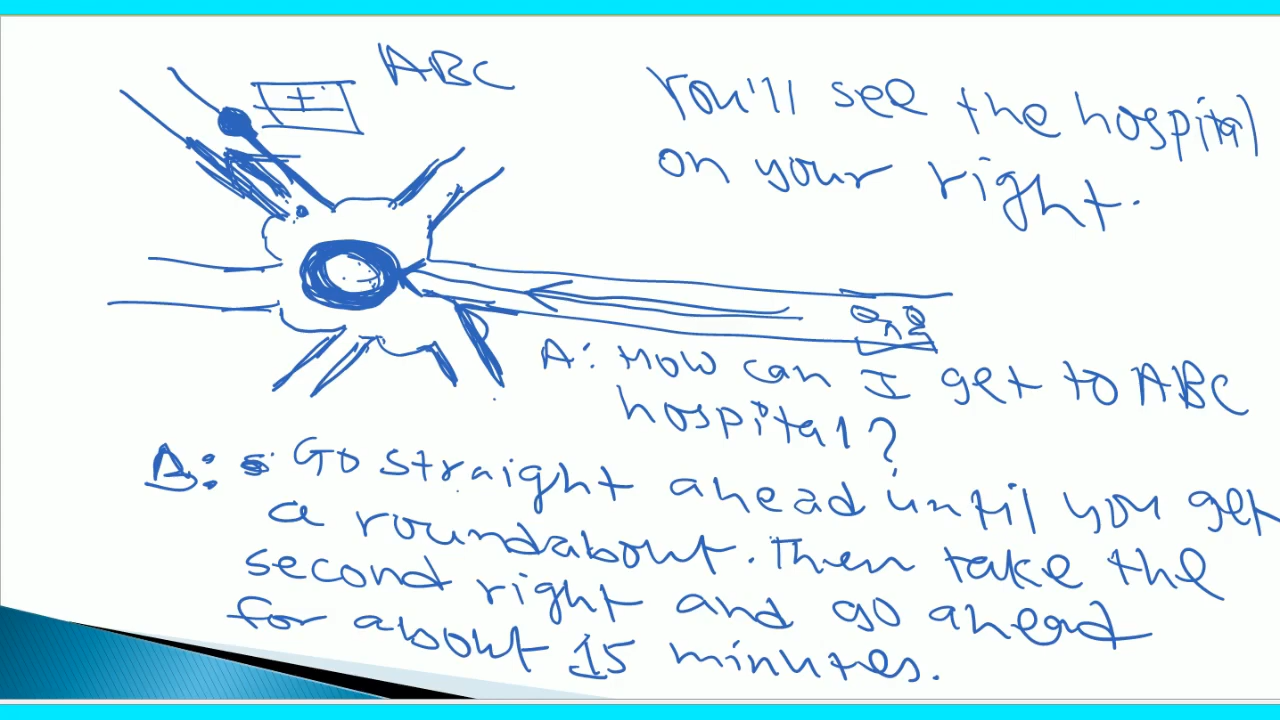 ABC
You'll see the hospital
on your right.
A: How can I get to ABC
hospital?
B: Go straight ahead until you get
a roundabout. Then take the
second right and go ahead
for about 15 minutes.